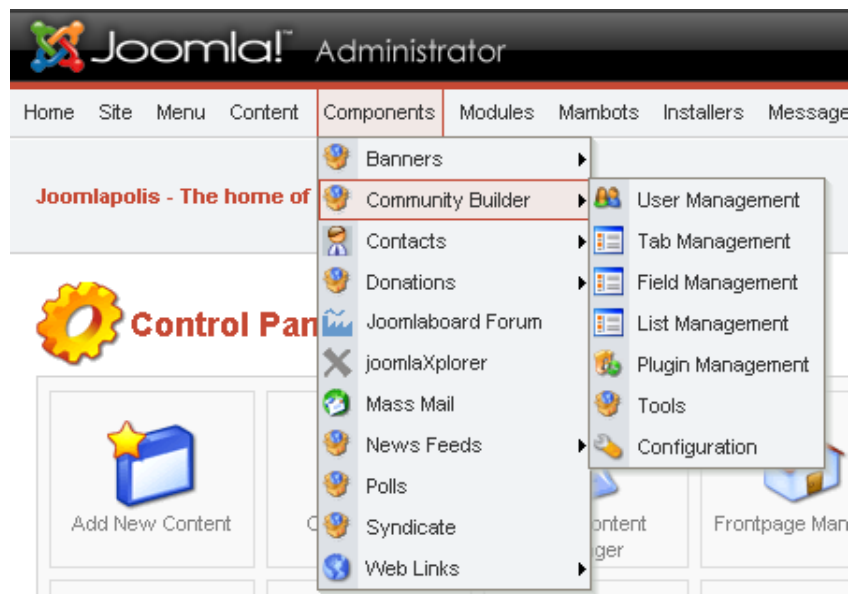 Joomla!™ Administrator
Home Site Menu Content Components Modules Mambots Installers Message
Joomlapolis - The home of
Banners
Community Builder
Contacts
Donations
Joomlaboard Forum
joomlaXplorer
Mass Mail
News Feeds
Polls
Syndicate
Web Links
User Management
Tab Management
Field Management
List Management
Plugin Management
Tools
Configuration
Control Pan
Add New Content
Frontpage Man